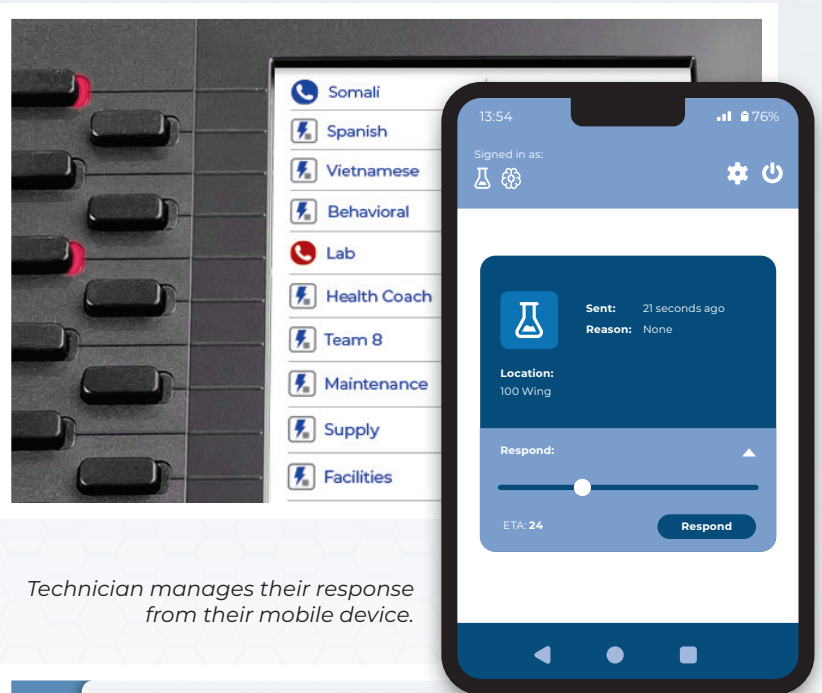 Somali
Spanish
Vietnamese
Behavioral
Lab
Health Coach
Team 8
Maintenance
Supply
Facilities
13:54
76%
Signed in as:
Sent: 21 seconds ago
Reason: None
Location:
100 Wing
Respond:
ETA: 24
Respond
Technician manages their response
from their mobile device.